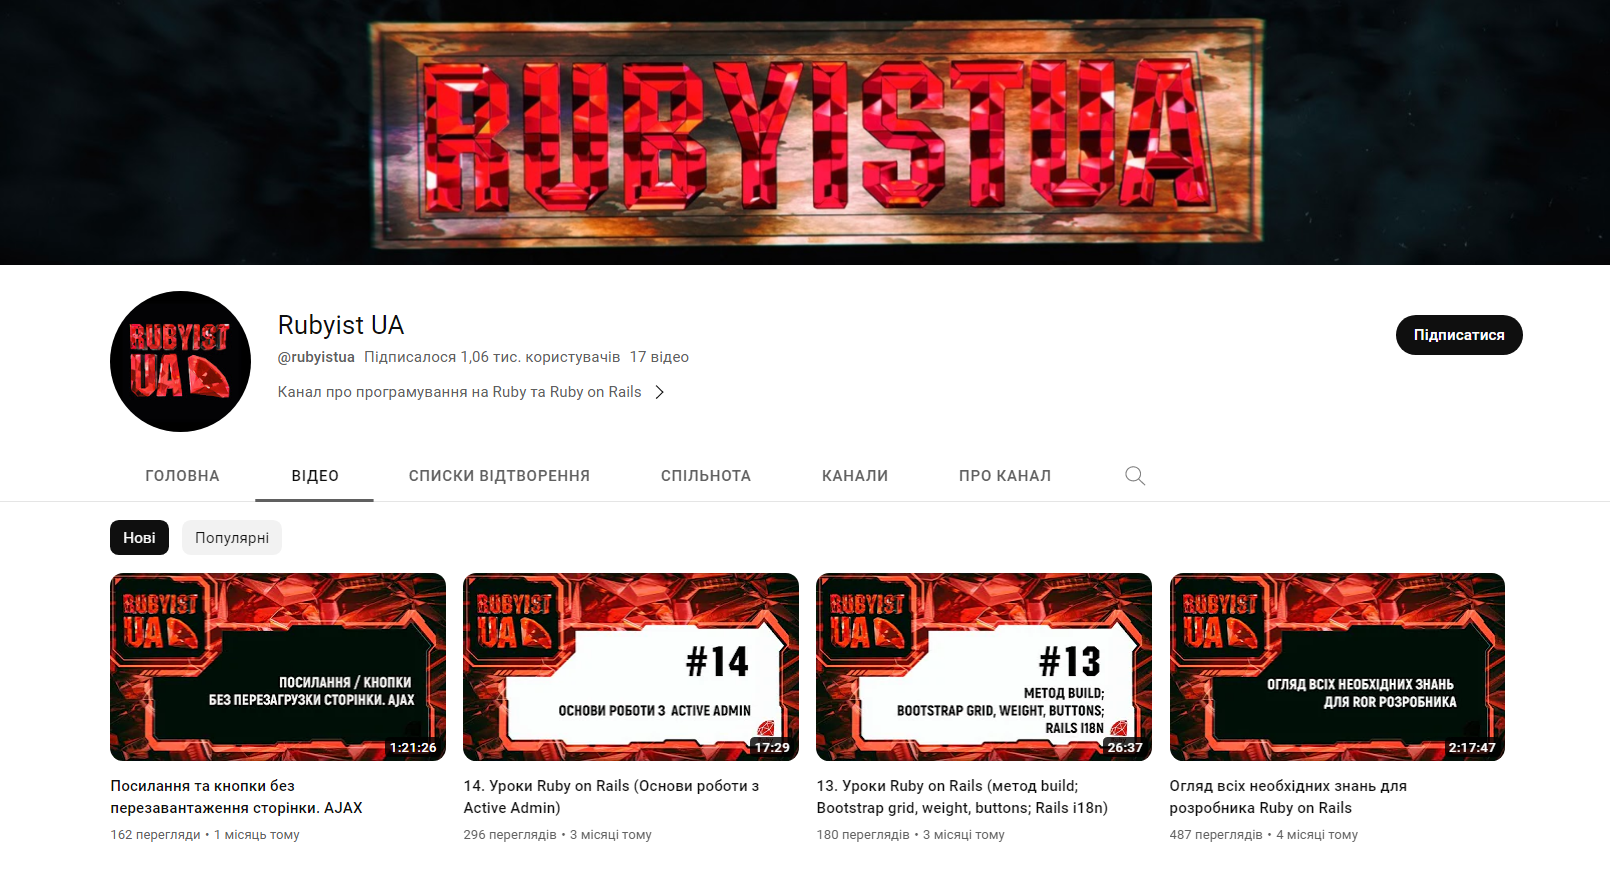 RUBYISTUA
RUBYIST
UA
Rubyist UA
@rubyistua Підписалося 1,06 тис. користувачів 17 відео
Канал про програмування на Ruby та Ruby on Rails
Підписатися
ГОЛОВНА ВІДЕО СПИСКИ ВІДТВОРЕННЯ СПІЛЬНОТА КАНАЛИ ПРО КАНАЛ
Нові Популярні
RUBYIST
UA
ПОСИЛАННЯ / КНОПКИ
БЕЗ ПЕРЕЗАГРУЗКИ СТОРІНКИ. AJAX
1:21:26
Посилання та кнопки без
перезавантаження сторінки. AJAX
162 перегляди • 1 місяць тому
RUBYIST
UA
#14
ОСНОВИ РОБОТИ З ACTIVE ADMIN
17:29
14. Уроки Ruby on Rails (Основи роботи з
Active Admin)
296 переглядів • 3 місяці тому
RUBYIST
UA
#13
МЕТОД BUILD;
BOOTSTRAP GRID, WEIGHT, BUTTONS;
RAILS I18N
26:37
13. Уроки Ruby on Rails (метод build;
Bootstrap grid, weight, buttons; Rails i18n)
180 переглядів • 3 місяці тому
RUBYIST
UA
ОГЛЯД ВСІХ НЕОБХІДНИХ ЗНАНЬ
ДЛЯ ROR РОЗРОБНИКА
2:17:47
Огляд всіх необхідних знань для
розробника Ruby on Rails
487 переглядів • 4 місяці тому